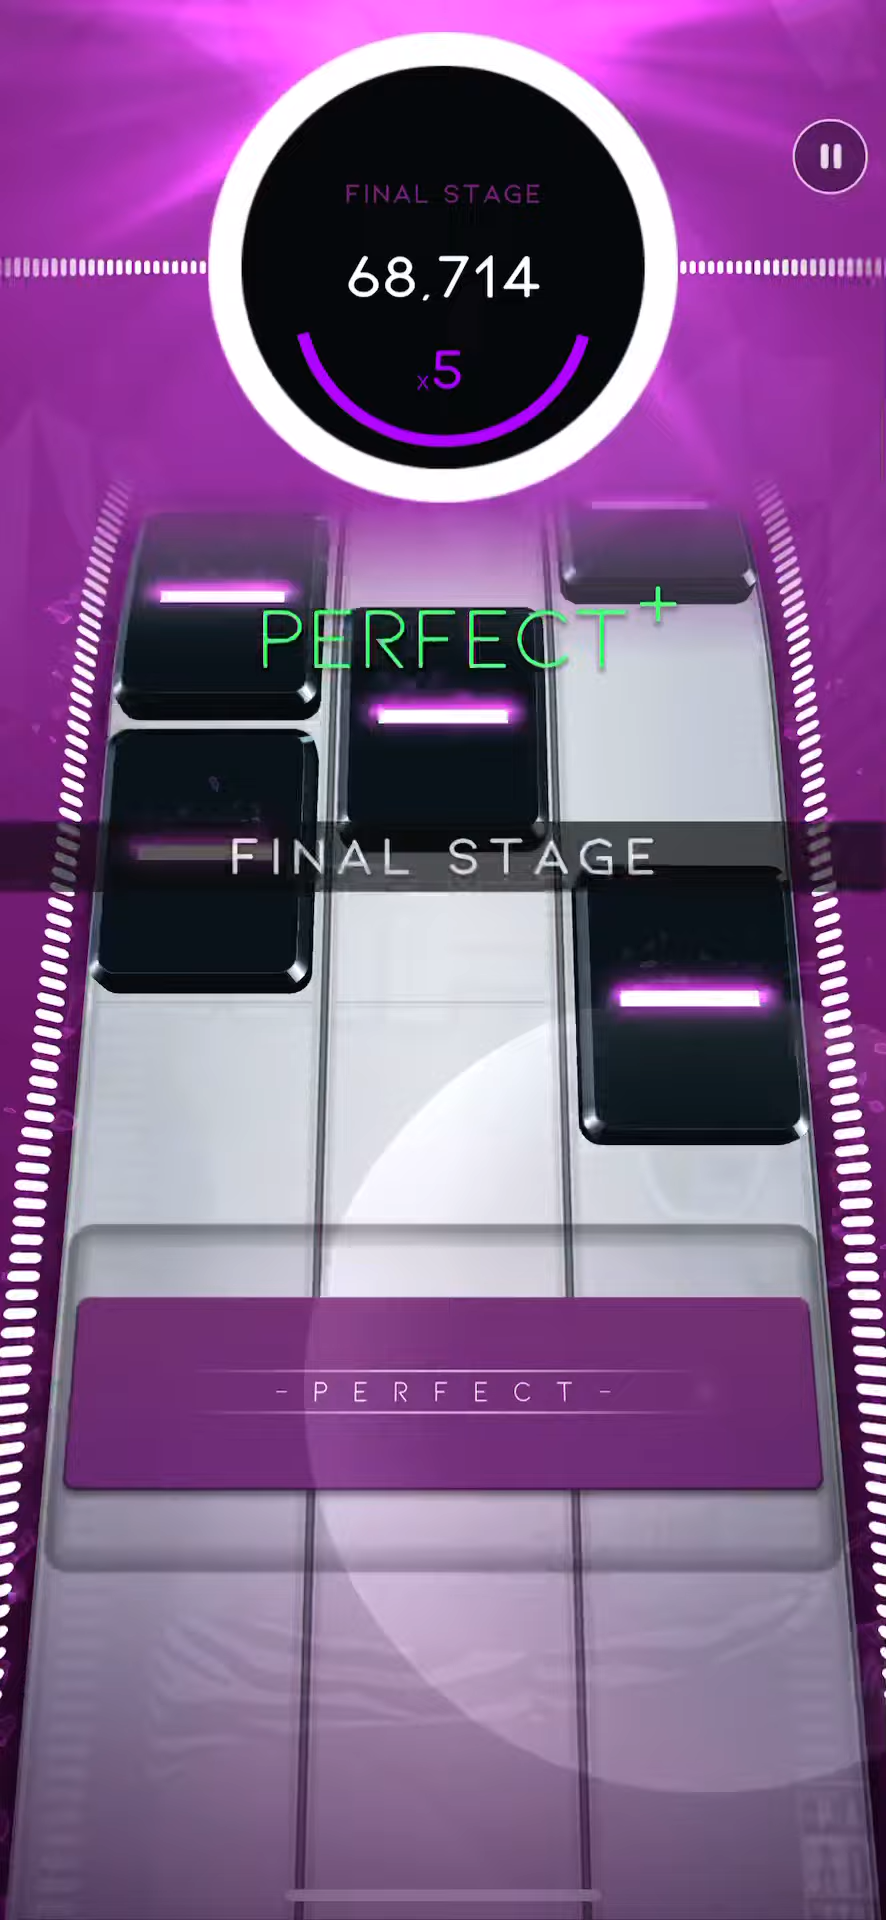 FINAL STAGE
68,714
x5
PERFECT+
FINAL STAGE
- PERFECT -